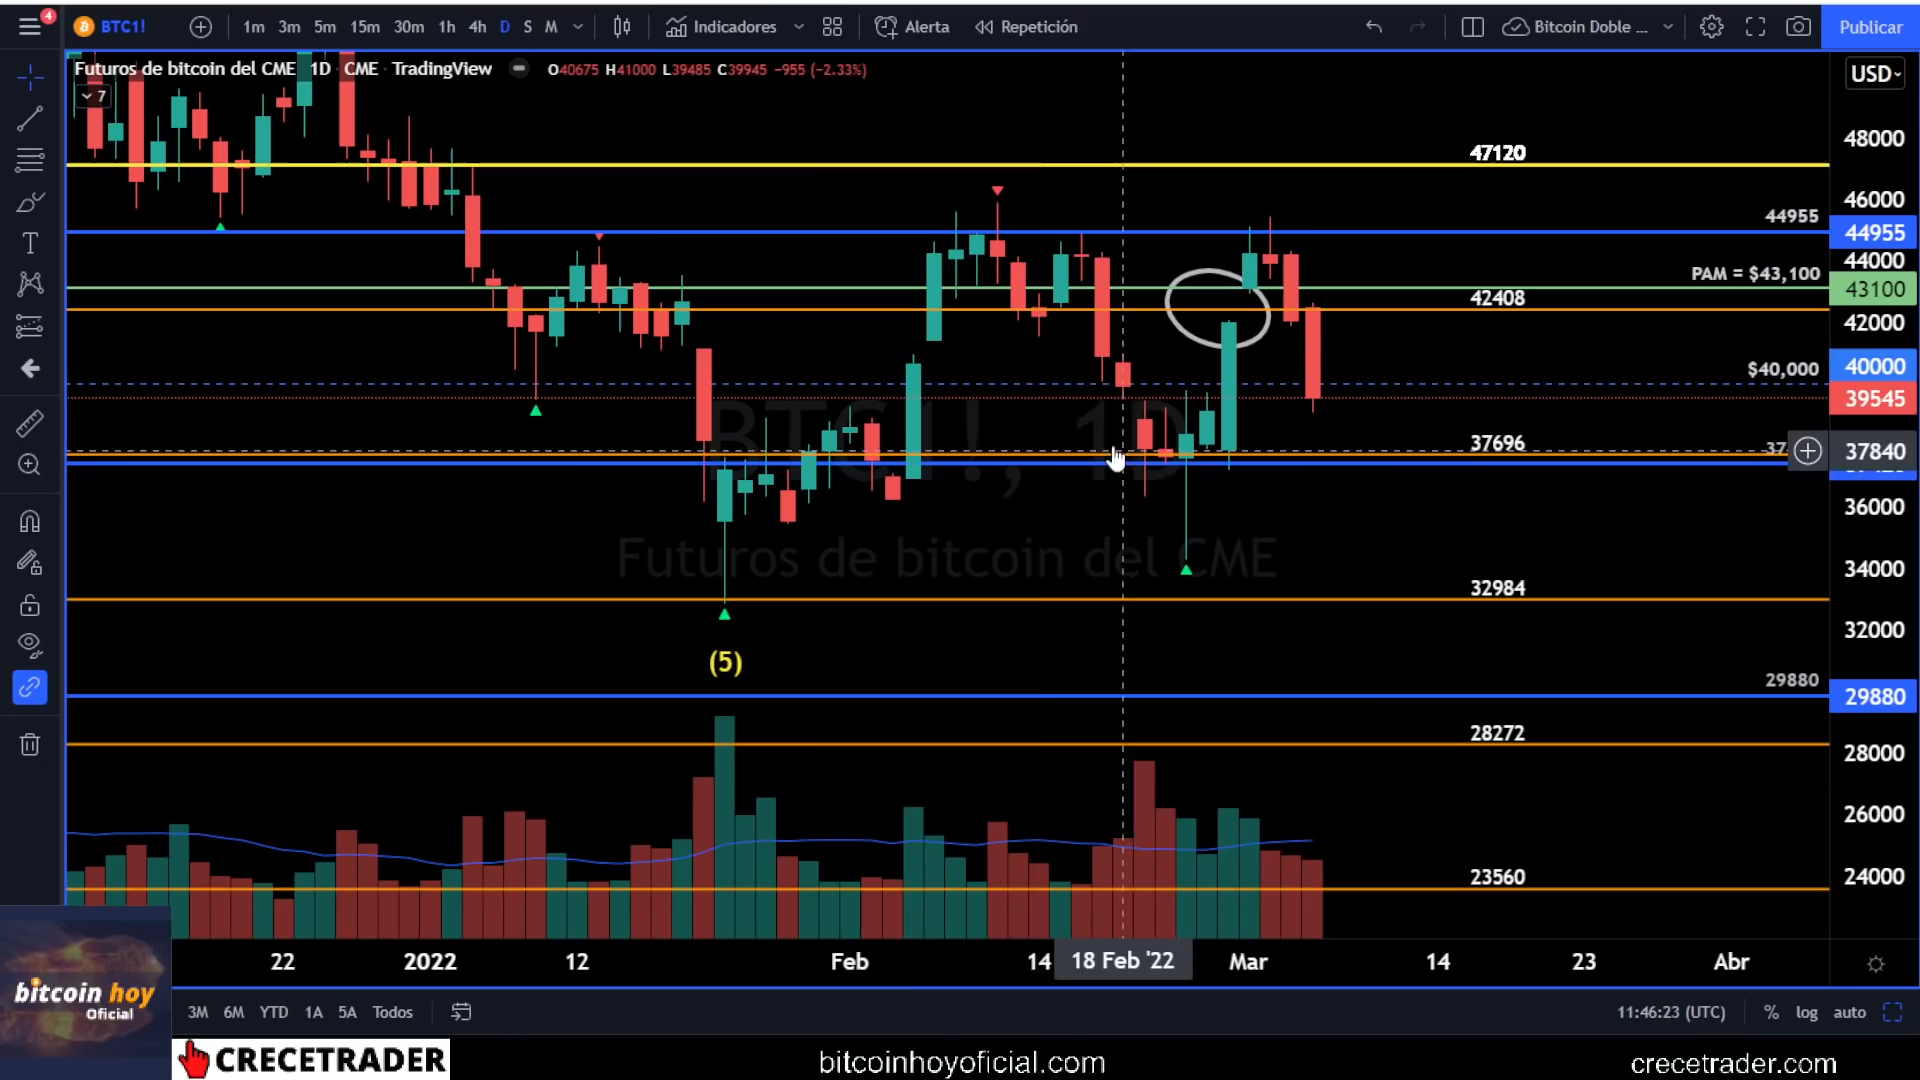 4
BTC1!
1m 3m 5m 15m 30m 1h 4h D S M
Indicadores
Alerta
Repetición
Bitcoin Doble ...
Publicar
Futuros de bitcoin del CME 1D CME TradingView
O40675 H41000 L39485 C39945 −955 (−2.33%)
USD
7
48000
47120
46000
44955
44955
44000
PAM = $43,100
43100
42408
42000
$40,000
40000
39545
BTC1!, 1D
37696
37840
36000
Futuros de bitcoin del CME
34000
32984
32000
(5)
29880
29880
28272
28000
26000
23560
24000
22 2022 12 Feb 14 18 Feb '22 Mar 14 23 Abr
bitcoin hoy
Oficial
3M 6M YTD 1A 5A Todos
11:46:23 (UTC)
% log auto
CRECETRADER
bitcoinhoyoficial.com
crecetrader.com